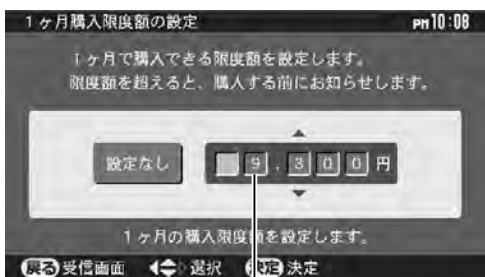 1ヶ月購入限度額の設定 PM10:08
1ヶ月で購入できる限度額を設定します。
限度額を超えると、購入する前にお知らせします。
設定なし 9.300円
1ヶ月の購入限度額を設定します。
戻る 受信画面 選択 決定 決定